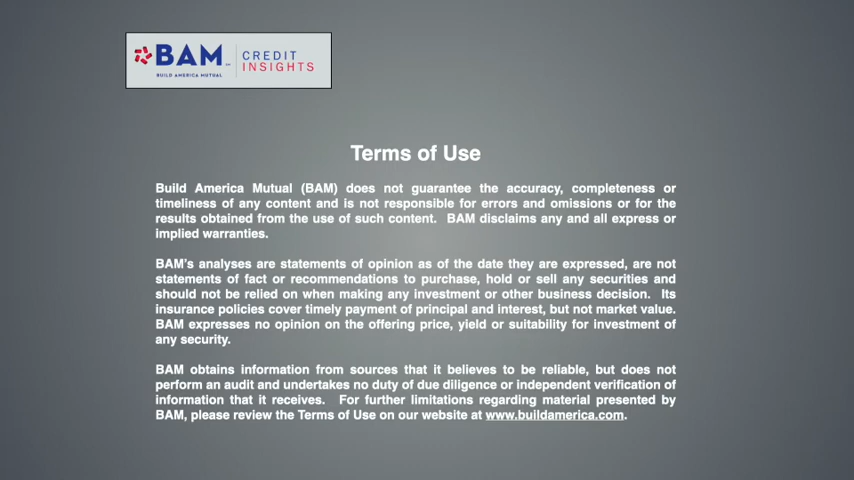 BAM
SM
BUILD AMERICA MUTUAL
CREDIT
INSIGHTS
Terms of Use
Build America Mutual (BAM) does not guarantee the accuracy, completeness or
timeliness of any content and is not responsible for errors and omissions or for the
results obtained from the use of such content. BAM disclaims any and all express or
implied warranties.
BAM's analyses are statements of opinion as of the date they are expressed, are not
statements of fact or recommendations to purchase, hold or sell any securities and
should not be relied on when making any investment or other business decision. Its
insurance policies cover timely payment of principal and interest, but not market value.
BAM expresses no opinion on the offering price, yield or suitability for investment of
any security.
BAM obtains information from sources that it believes to be reliable, but does not
perform an audit and undertakes no duty of due diligence or independent verification of
information that it receives. For further limitations regarding material presented by
BAM, please review the Terms of Use on our website at www.buildamerica.com.